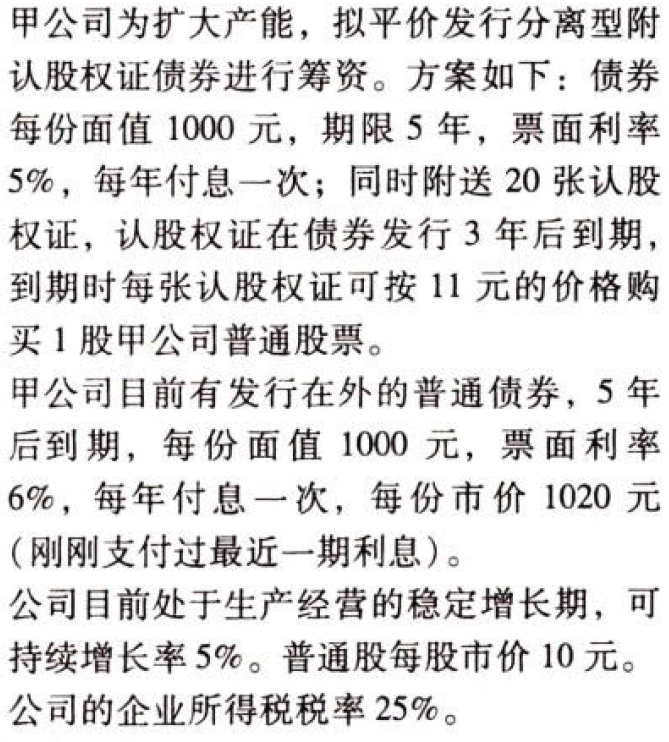 甲公司为扩大产能，拟平价发行分离型附
认股权证债券进行筹资。方案如下：债券
每份面值 1000 元，期限 5 年，票面利率
5%，每年付息一次；同时附送 20 张认股
权证，认股权证在债券发行 3 年后到期，
到期时每张认股权证可按 11 元的价格购
买 1 股甲公司普通股票。
甲公司目前有发行在外的普通债券，5 年
后到期，每份面值 1000 元，票面利率
6%，每年付息一次，每份市价 1020 元
（刚刚支付过最近一期利息）。
公司目前处于生产经营的稳定增长期，可
持续增长率 5%。普通股每股市价 10 元。
公司的企业所得税税率 25%。